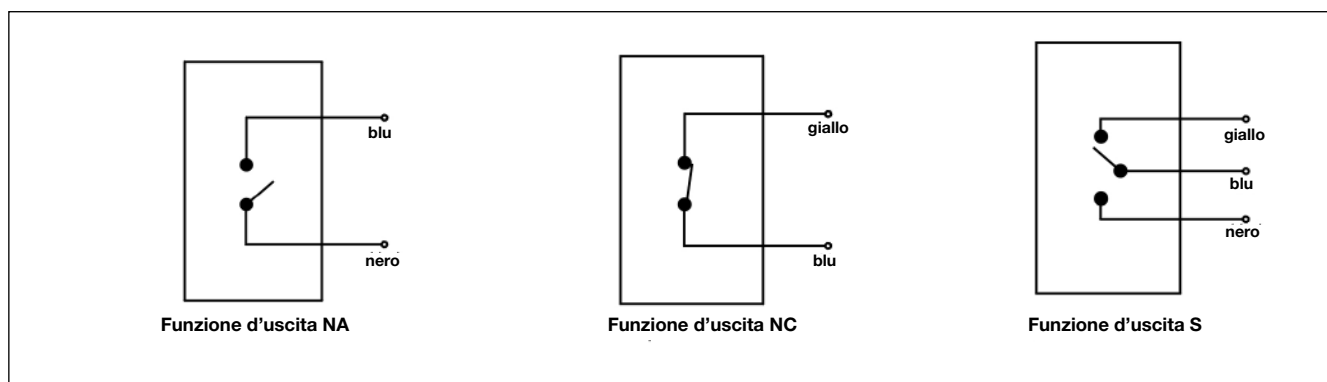 blu
nero
Funzione d’uscita NA
giallo
blu
Funzione d’uscita NC
giallo
blu
nero
Funzione d’uscita S